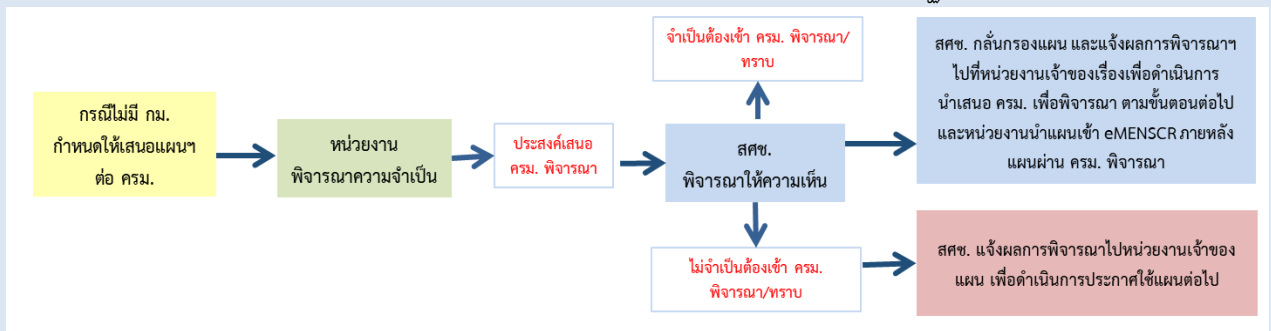 กรณีไม่มี กม.
กำหนดให้เสนอแผนฯ
ต่อ ครม.
หน่วยงาน
พิจารณาความจำเป็น
ประสงค์เสนอ
ครม. พิจารณา
จำเป็นต้องเข้า ครม. พิจารณา/
ทราบ
สศช.
พิจารณาให้ความเห็น
ไม่จำเป็นต้องเข้า ครม.
พิจารณา/ทราบ
สศช. กลั่นกรองแผน และแจ้งผลการพิจารณาฯ
ไปที่หน่วยงานเจ้าของเรื่องเพื่อดำเนินการ
นำเสนอ ครม. เพื่อพิจารณา ตามขั้นตอนต่อไป
และหน่วยงานนำแผนเข้า eMENSCR ภายหลัง
แผนผ่าน ครม. พิจารณา
สศช. แจ้งผลการพิจารณาไปหน่วยงานเจ้าของ
แผน เพื่อดำเนินการประกาศใช้แผนต่อไป